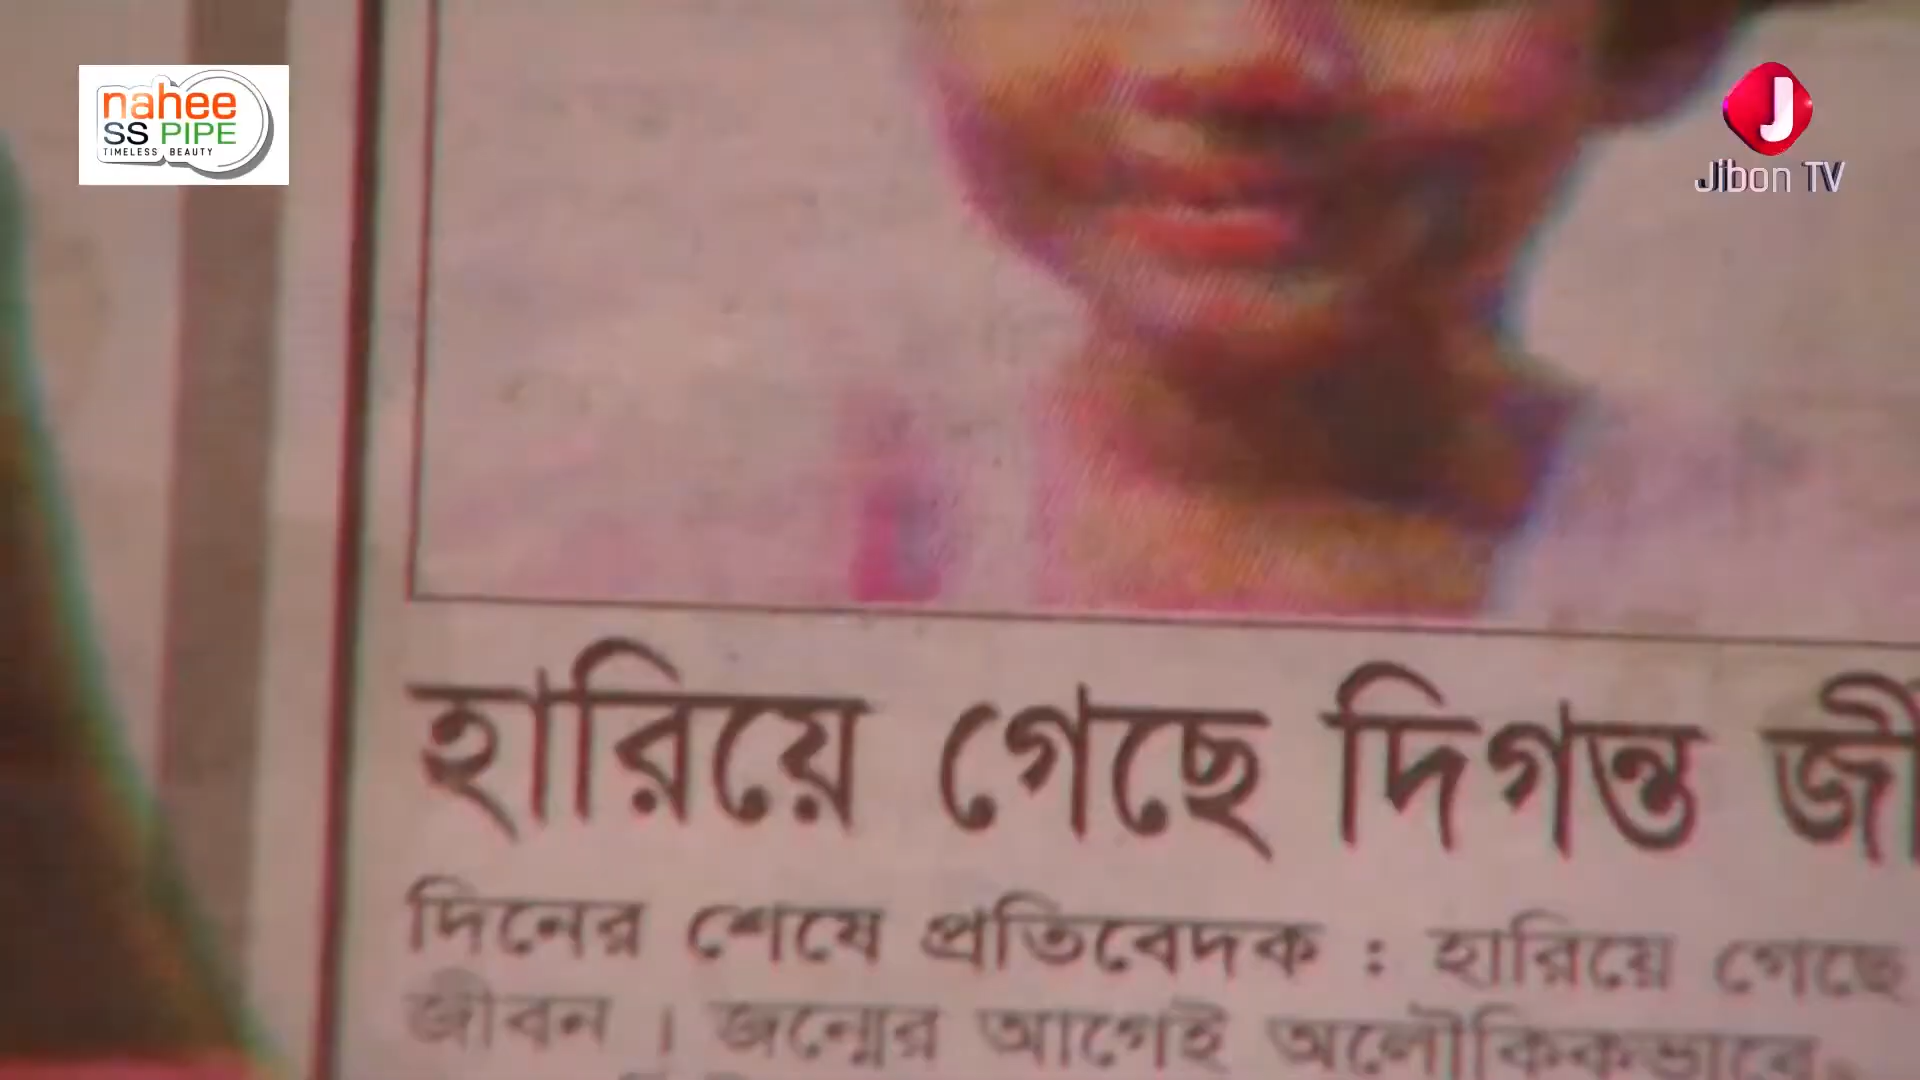 nahee
SS PIPE
TIMELESS BEAUTY
J
Jibon TV
হারিয়ে গেছে দিগন্ত
দিনের শেষে প্রতিবেদক : হারিয়ে গেছে
জীবন । জন্মের আগেই অলৌকিকভাবে